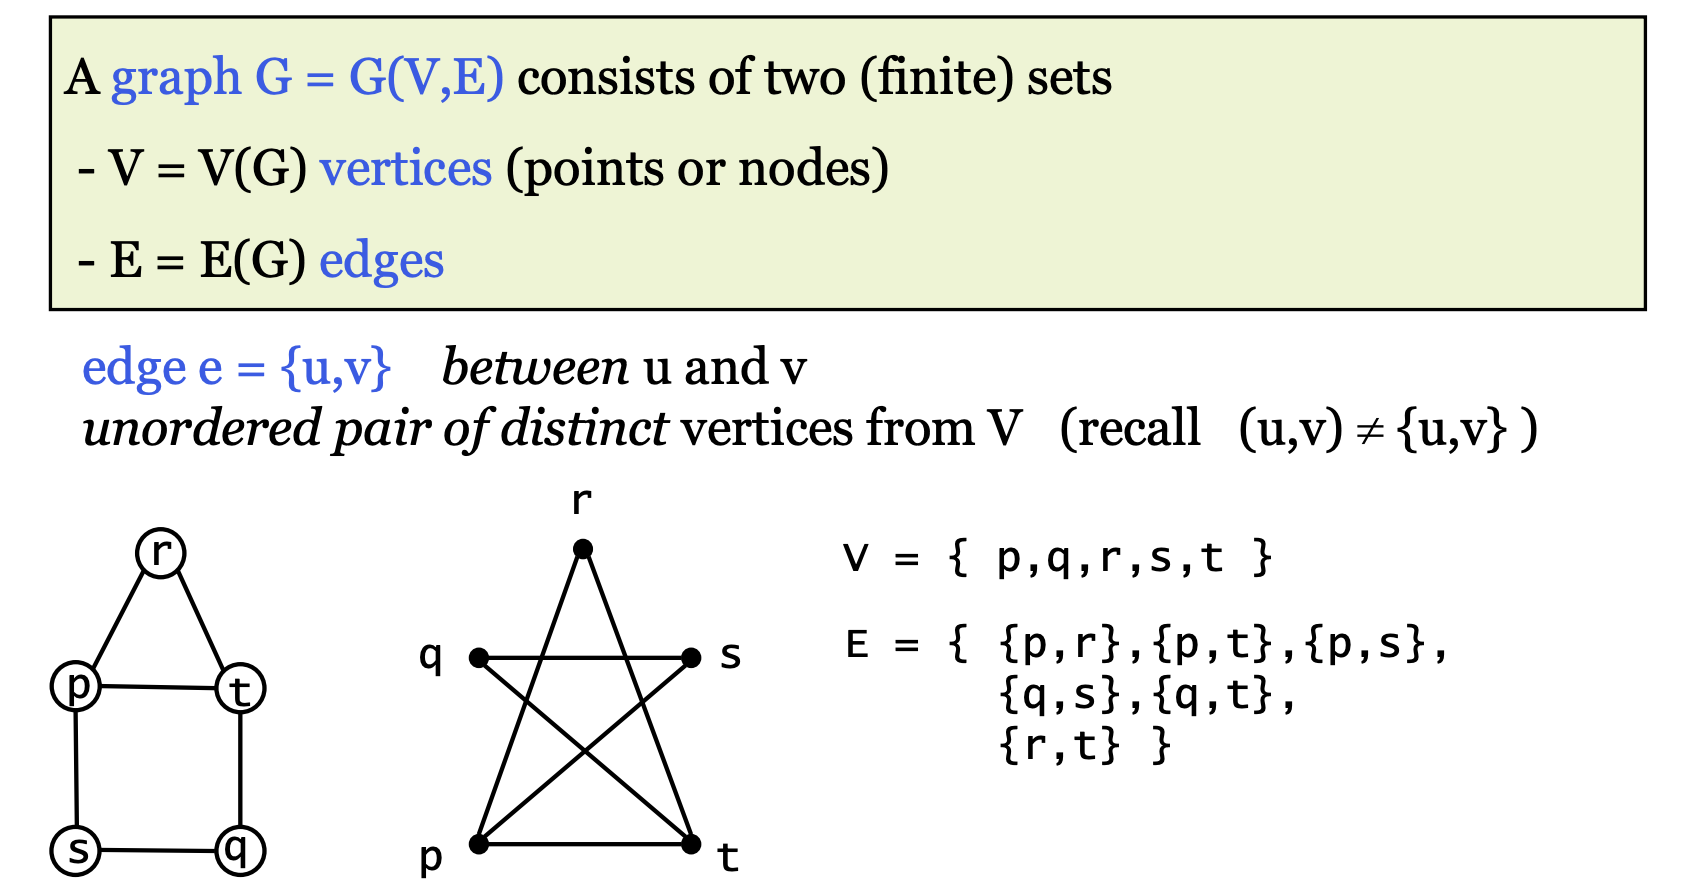 A graph G = G(V,E) consists of two (finite) sets
- V = V(G) vertices (points or nodes)
- E = E(G) edges
edge e = {u,v} between u and v
unordered pair of distinct vertices from V (recall (u,v) ≠ {u,v} )
r
p
t
s
q
r
q
s
p
t
V = { p,q,r,s,t }
E = { {p,r},{p,t},{p,s},
{q,s},{q,t},
{r,t} }